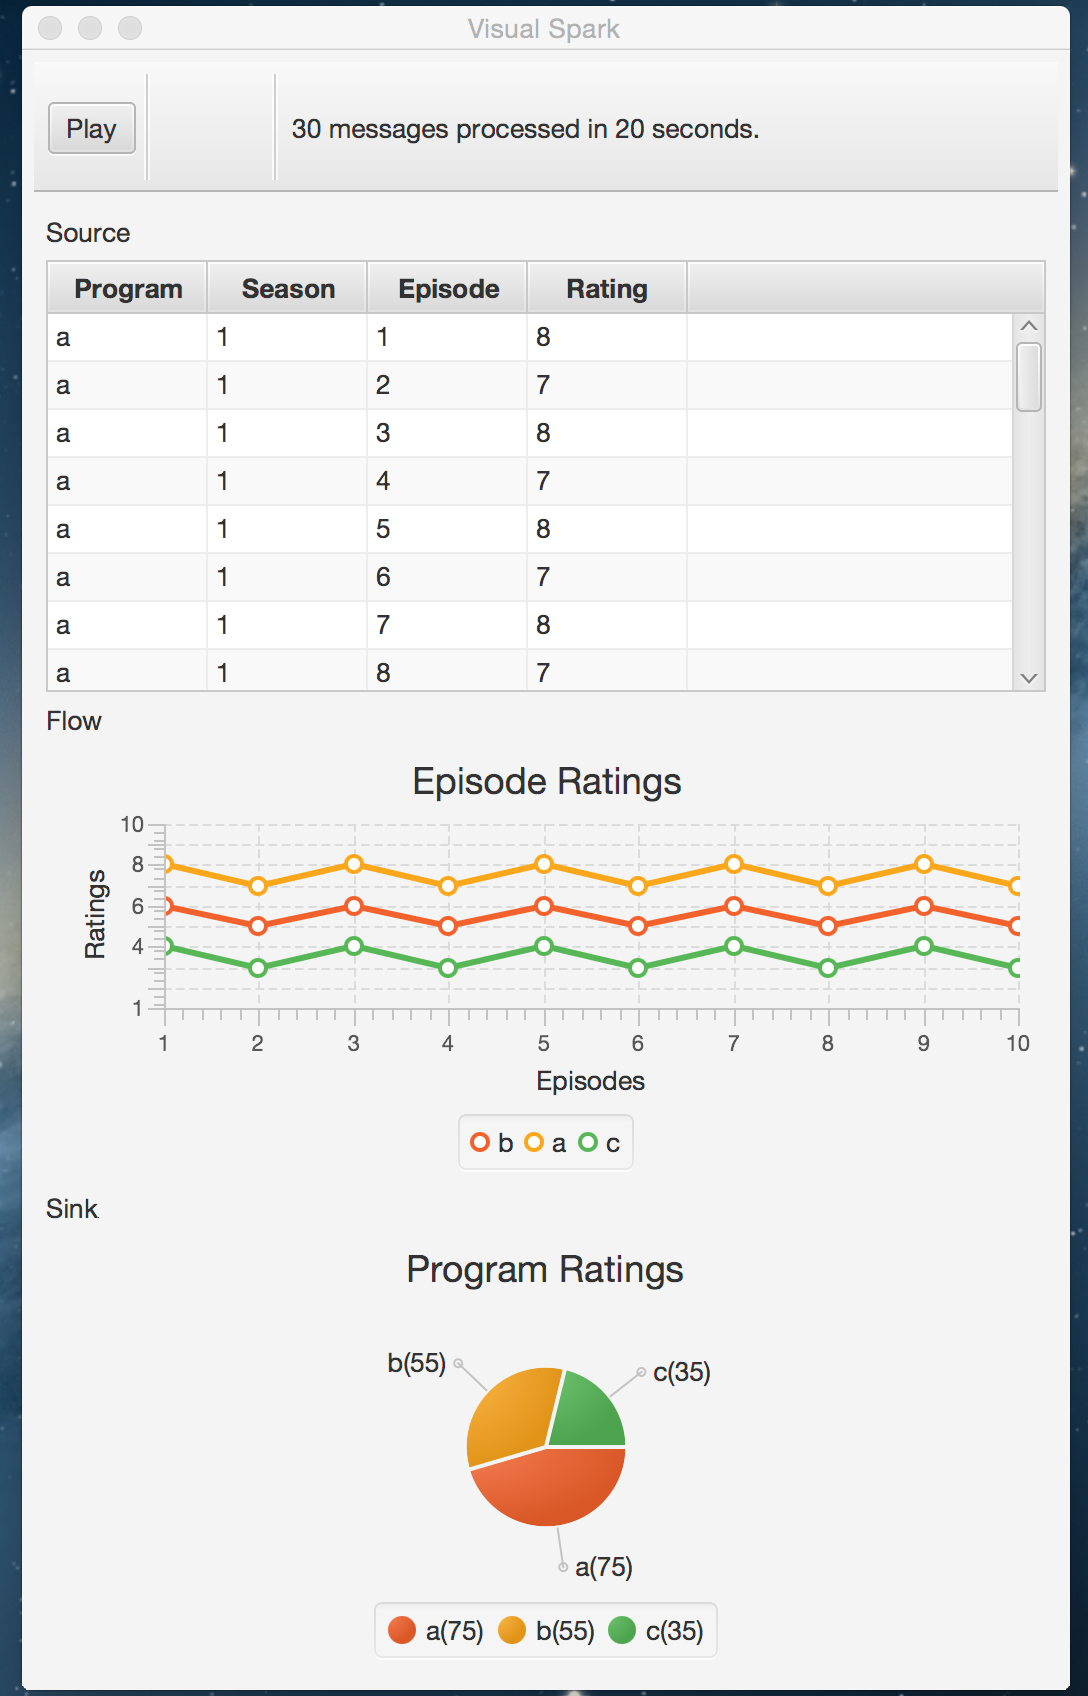 Visual Spark
Play
30 messages processed in 20 seconds.
Source
Program Season Episode Rating
a 1 1 8
a 1 2 7
a 1 3 8
a 1 4 7
a 1 5 8
a 1 6 7
a 1 7 8
a 1 8 7
Flow
Episode Ratings
10
8
6
4
1
Ratings
1 2 3 4 5 6 7 8 9 10
Episodes
b a c
Sink
Program Ratings
b(55)
c(35)
a(75)
a(75) b(55) c(35)